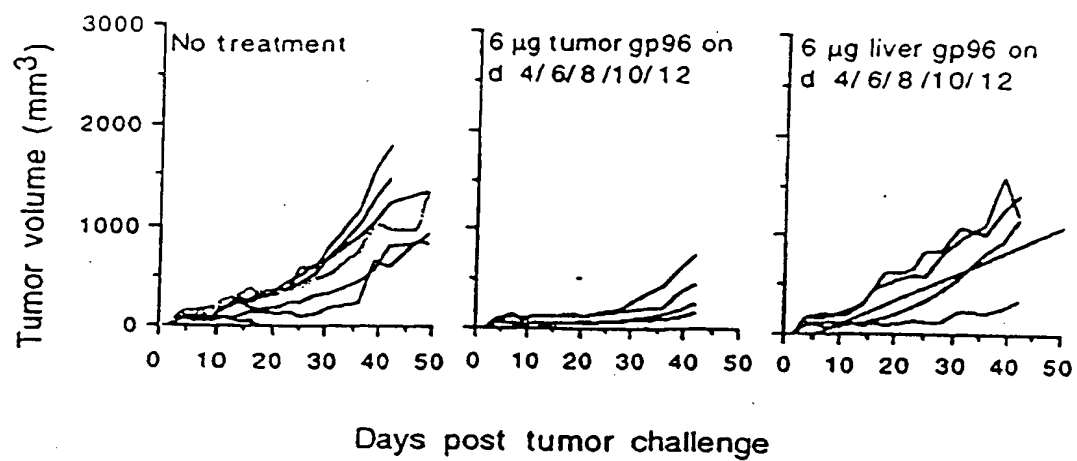 No treatment
6 µg tumor gp96 on
d 4/6/8/10/12
6 µg liver gp96 on
d 4/6/8/10/12
Tumor volume (mm3)
3000
2000
1000
0
0 10 20 30 40 50
0 10 20 30 40 50
0 10 20 30 40 50
Days post tumor challenge